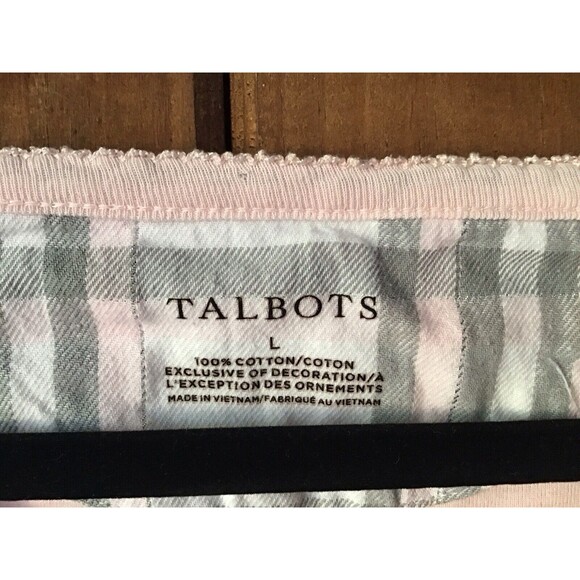 TALBOTS
L
100% COTTON/COTON
EXCLUSIVE OF DECORATION/À
L'EXCEPTION DES ORNEMENTS
MADE IN VIETNAM/FABRIQUÉ AU VIETNAM